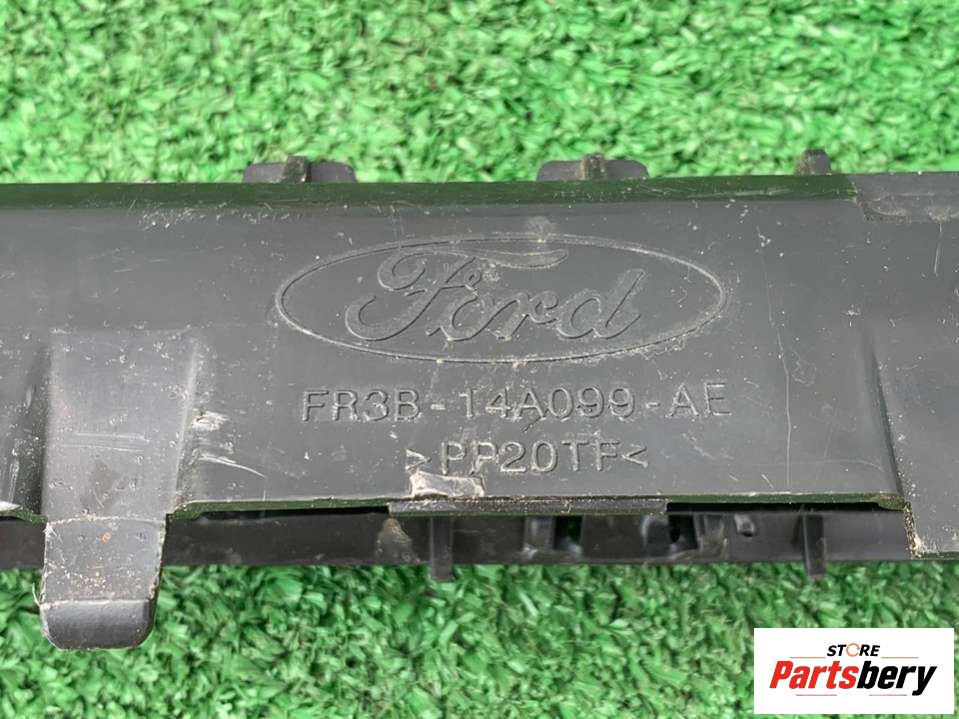 Ford
FR3B-14A099-AE
>PP20TF<
STORE
Partsbery